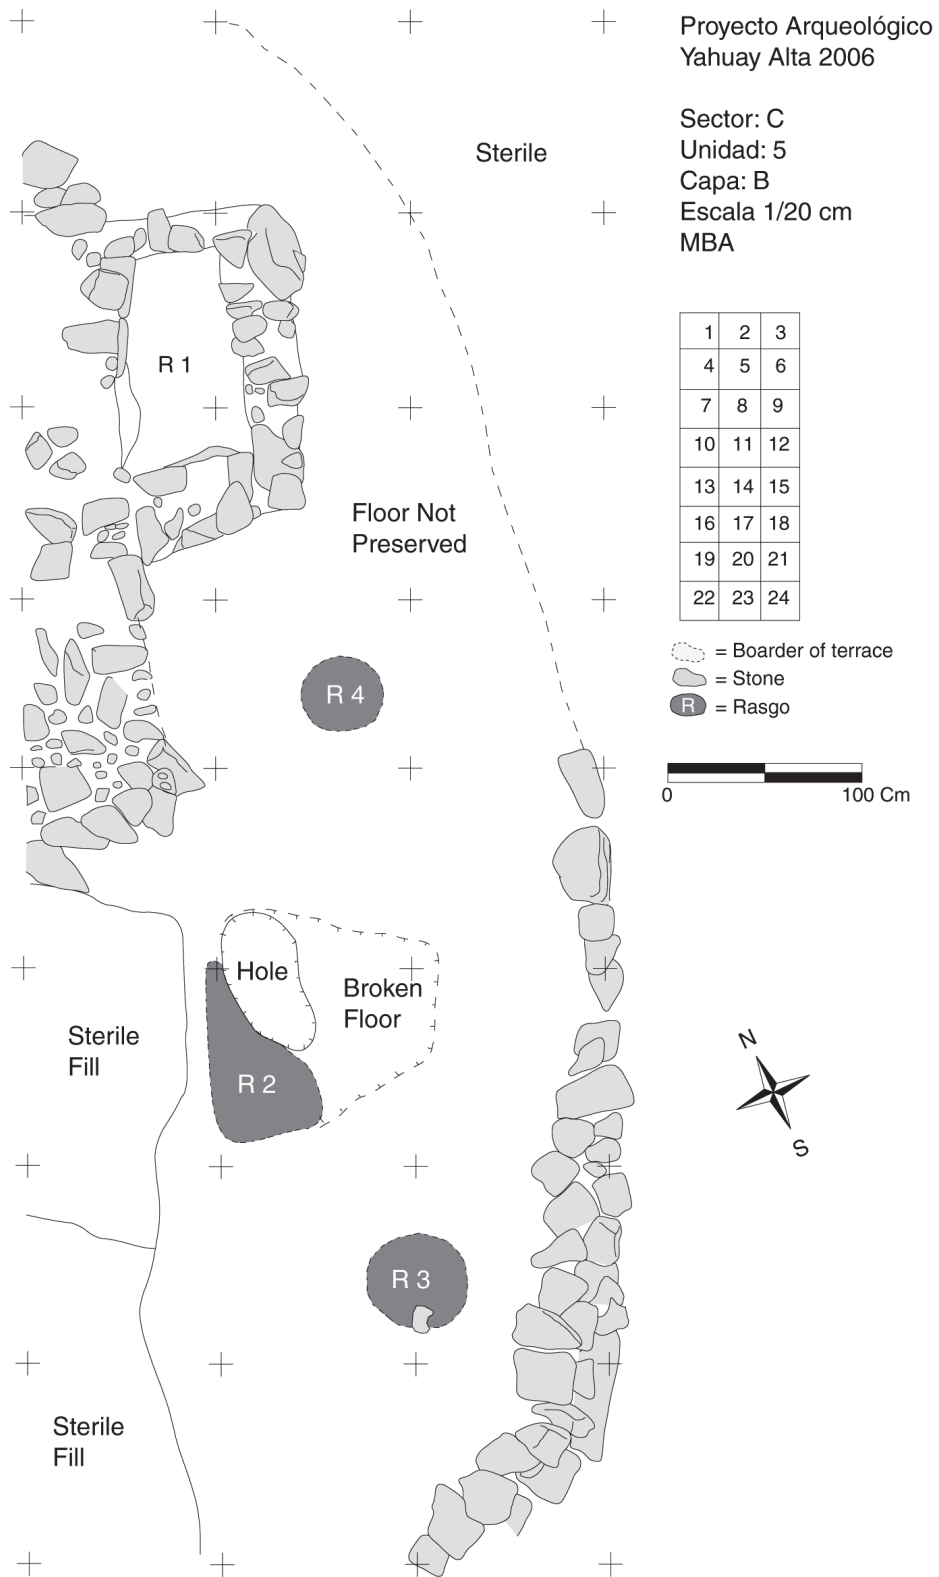 Proyecto Arqueológico
Yahuay Alta 2006
Sector: C
Unidad: 5
Capa: B
Escala 1/20 cm
MBA
Sterile
R 1
1 2 3
4 5 6
7 8 9
10 11 12
13 14 15
16 17 18
19 20 21
22 23 24
Floor Not
Preserved
= Boarder of terrace
= Stone
R = Rasgo
R 4
0 100 Cm
Hole
Broken
Floor
Sterile
Fill
R 2
N
S
R 3
Sterile
Fill